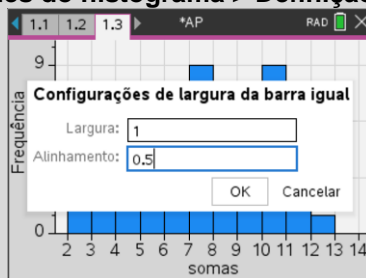 es do histograma > Definiçã
1.1 1.2 1.3 *AP RAD
9
Configurações de largura da barra igual
Frequência
Largura: 1
Alinhamento: 0.5
OK Cancelar
0
2 3 4 5 6 7 8 9 10 11 12 13 14
somas